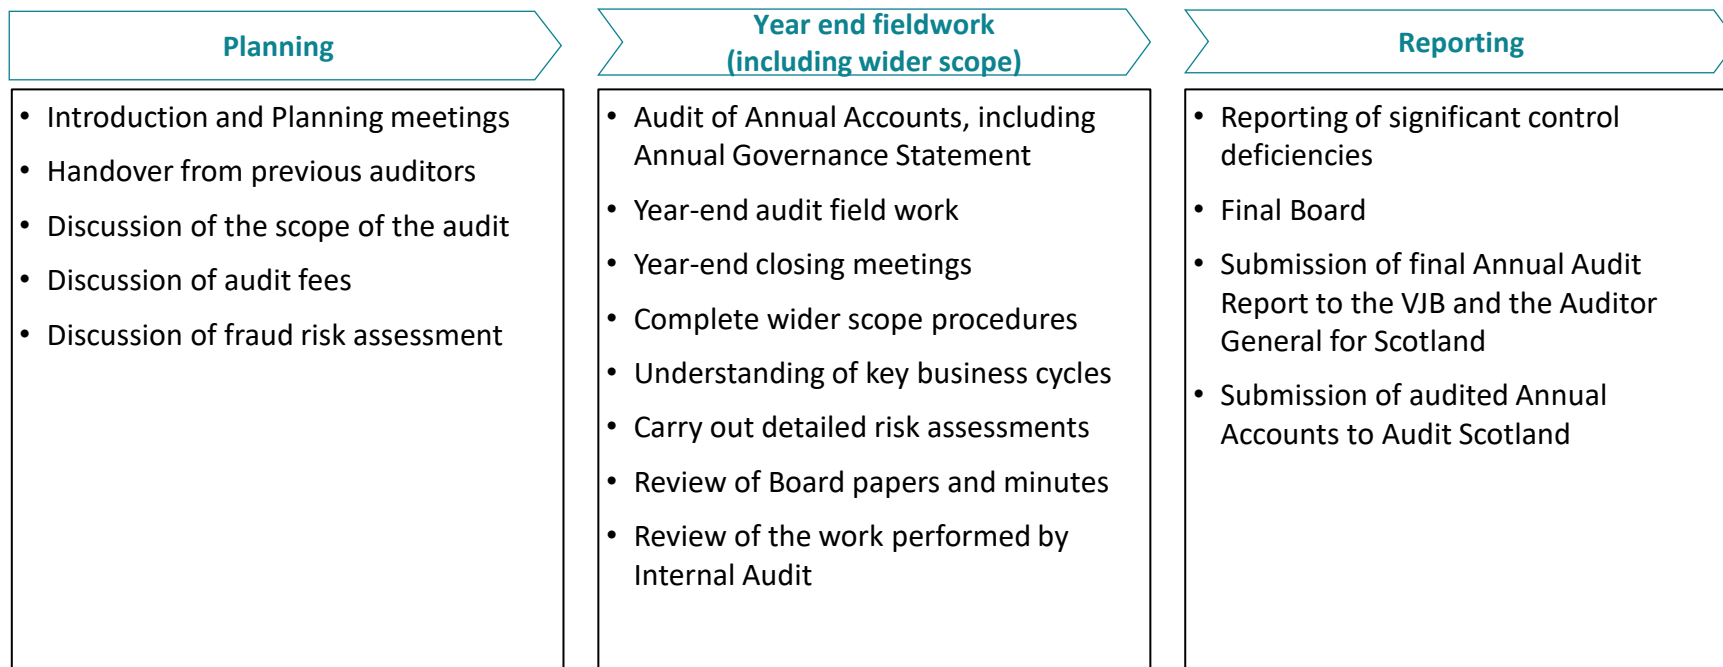 Planning
• Introduction and Planning meetings
• Handover from previous auditors
• Discussion of the scope of the audit
• Discussion of audit fees
• Discussion of fraud risk assessment
Year end fieldwork
(including wider scope)
• Audit of Annual Accounts, including
Annual Governance Statement
• Year-end audit field work
• Year-end closing meetings
• Complete wider scope procedures
• Understanding of key business cycles
• Carry out detailed risk assessments
• Review of Board papers and minutes
• Review of the work performed by
Internal Audit
Reporting
• Reporting of significant control
deficiencies
• Final Board
• Submission of final Annual Audit
Report to the VJB and the Auditor
General for Scotland
• Submission of audited Annual
Accounts to Audit Scotland